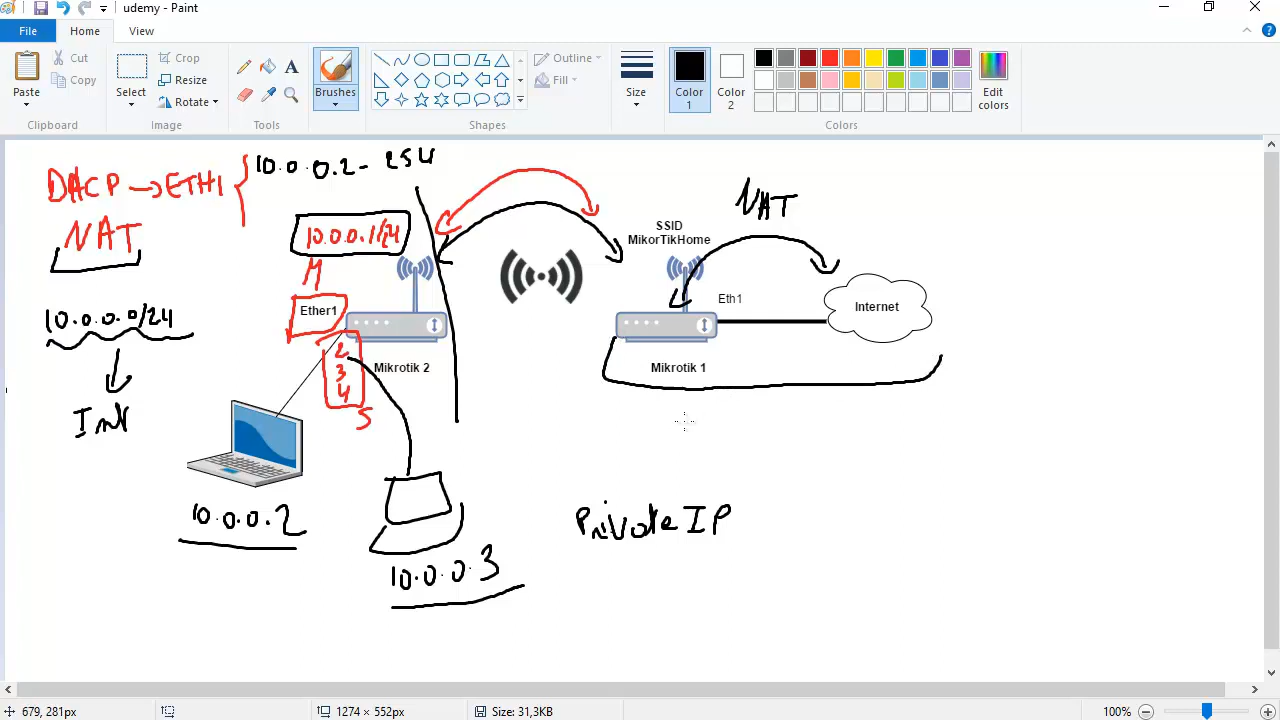 udemy - Paint
File
Home
View
Paste
Cut
Copy
Clipboard
Select
Crop
Resize
Rotate
Image
Tools
Brushes
Outline
Fill
Shapes
Size
Color 1
Color 2
Edit colors
Colors
DHCP → ETH1
10.0.0.2 - 254
NAT
10.0.0.1/24
M
Ether1
10.0.0.0/24
2
3
4
S
Mikrotik 2
Int
10.0.0.2
10.0.0.3
NAT
SSID
MikorTikHome
Eth1
Internet
Mikrotik 1
Private IP
679, 281px
1274 × 552px
Size: 31,3KB
100%